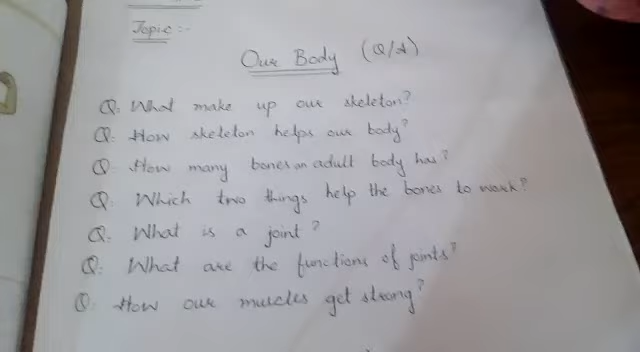 Topic :-
Our Body (Q/A)
Q. What make up our skeleton?
Q. How skeleton helps our body?
Q. How many bones an adult body has?
Q. Which two things help the bones to work?
Q. What is a joint?
Q. What are the functions of joints?
Q. How our muscles get strong?